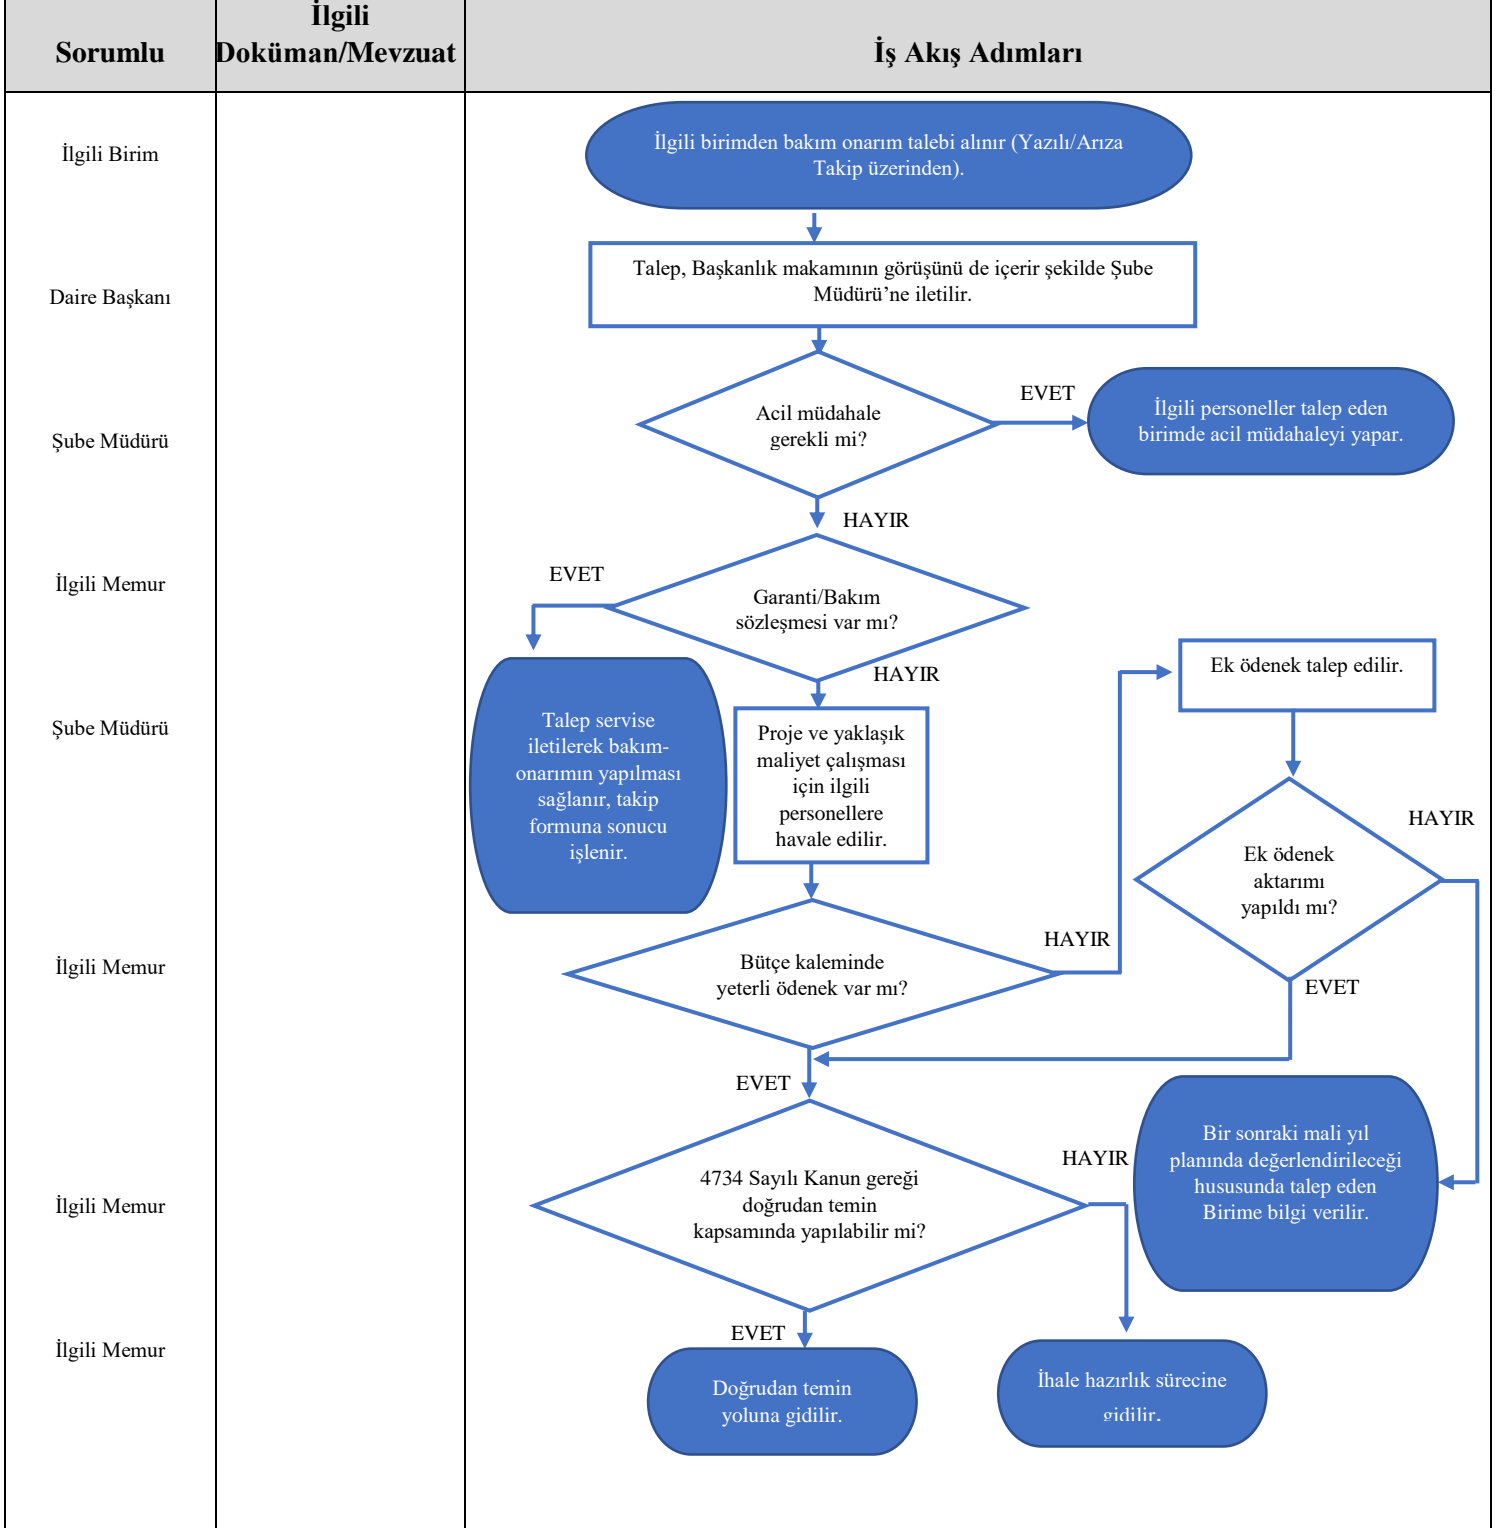 Sorumlu
İlgili
Doküman/Mevzuat
İş Akış Adımları
İlgili Birim
İlgili birimden bakım onarım talebi alınır (Yazılı/Arıza
Takip üzerinden).
Daire Başkanı
Talep, Başkanlık makamının görüşünü de içerir şekilde Şube
Müdürü’ne iletilir.
Şube Müdürü
Acil müdahale
gerekli mi?
EVET
İlgili personeller talep eden
birimde acil müdahaleyi yapar.
HAYIR
İlgili Memur
Garanti/Bakım
sözleşmesi var mı?
EVET
HAYIR
Şube Müdürü
Talep servise
iletilerek bakım-
onarımın yapılması
sağlanır, takip
formuna sonucu
işlenir.
Proje ve yaklaşık
maliyet çalışması
için ilgili
personellere
havale edilir.
Ek ödenek talep edilir.
Ek ödenek
aktarımı
yapıldı mı?
HAYIR
EVET
İlgili Memur
Bütçe kaleminde
yeterli ödenek var mı?
HAYIR
EVET
Bir sonraki mali yıl
planında değerlendirileceği
hususunda talep eden
Birime bilgi verilir.
İlgili Memur
4734 Sayılı Kanun gereği
doğrudan temin
kapsamında yapılabilir mi?
HAYIR
EVET
İlgili Memur
Doğrudan temin
yoluna gidilir.
İhale hazırlık sürecine
gidilir.